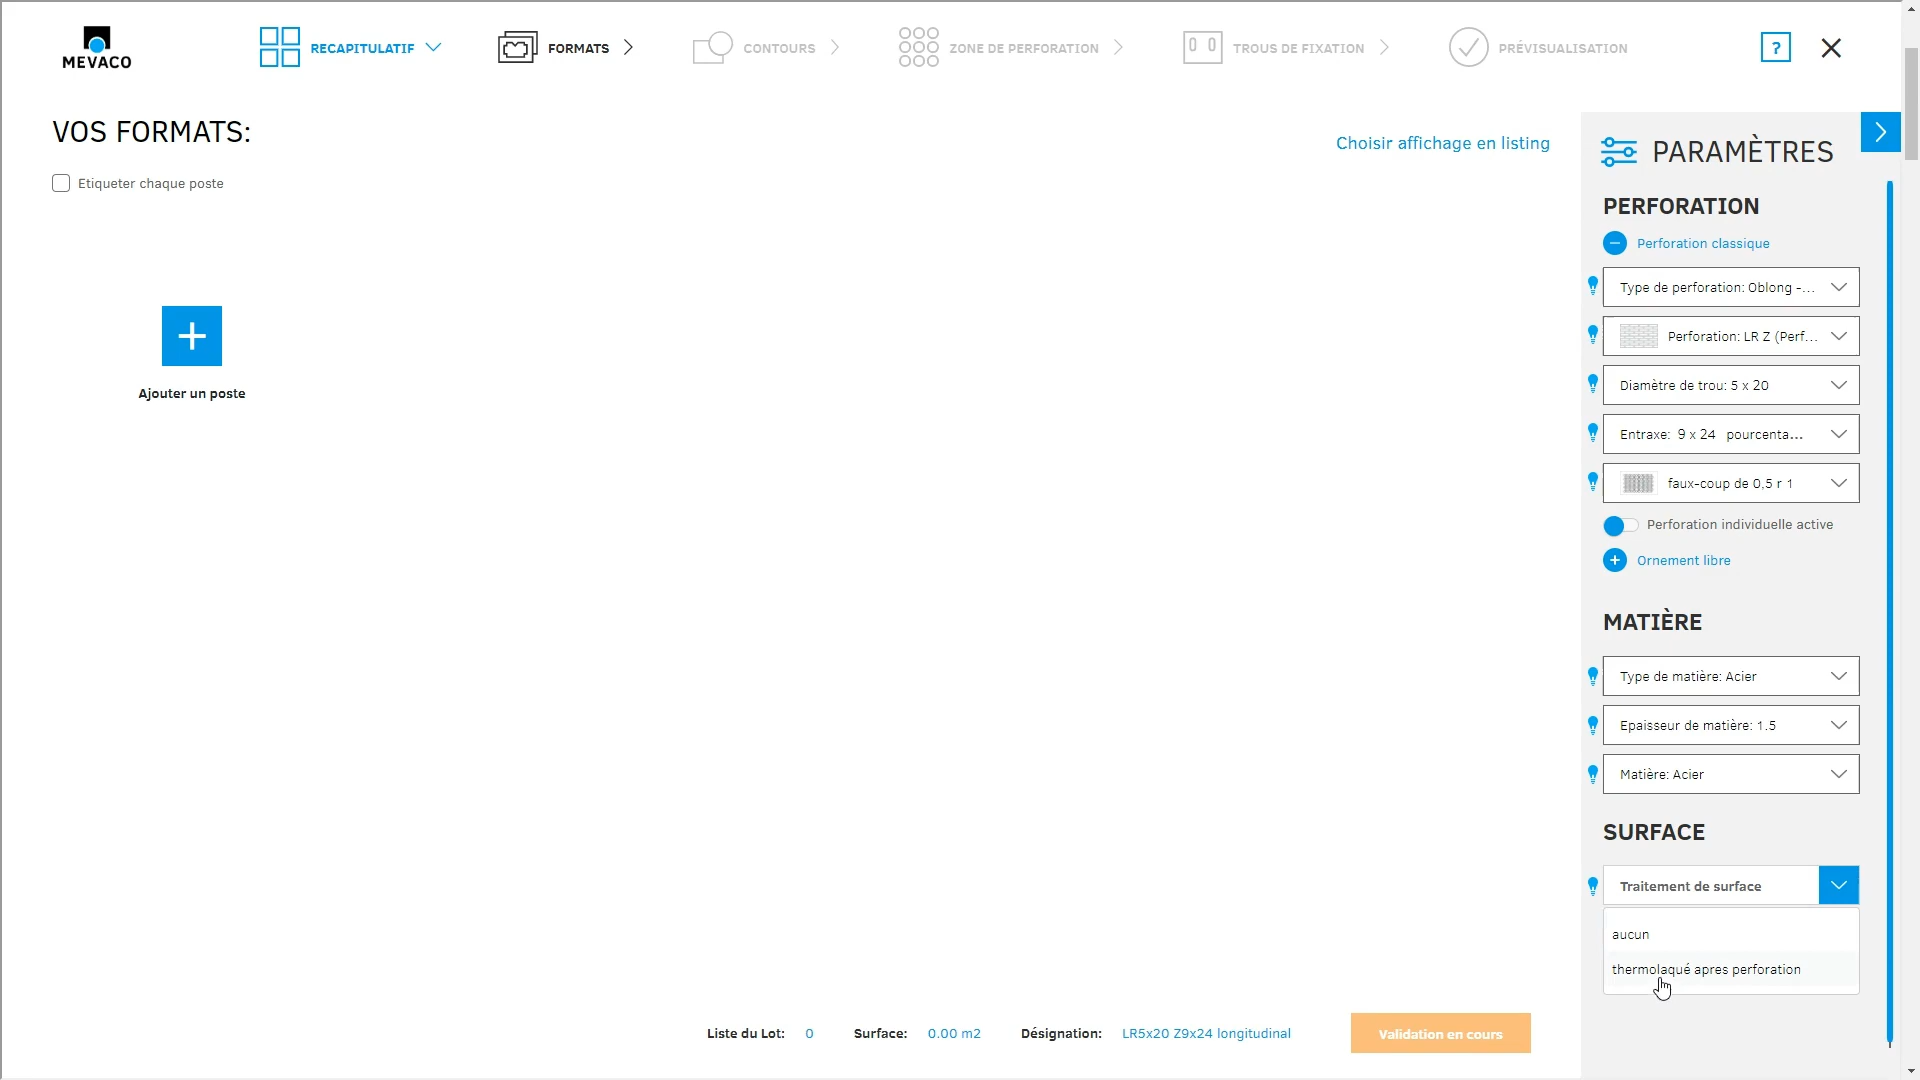 MEVACO
RECAPITULATIF
FORMATS
CONTOURS
ZONE DE PERFORATION
TROUS DE FIXATION
PRÉVISUALISATION
?
VOS FORMATS:
Choisir affichage en listing
Etiqueter chaque poste
Ajouter un poste
PARAMÈTRES
PERFORATION
Perforation classique
Type de perforation: Oblong -...
Perforation: LR Z (Perf...
Diamètre de trou: 5 x 20
Entraxe: 9 x 24 pourcenta...
faux-coup de 0,5 r 1
Perforation individuelle active
Ornement libre
MATIÈRE
Type de matière: Acier
Epaisseur de matière: 1.5
Matière: Acier
SURFACE
Traitement de surface
aucun
thermolaqué apres perforation
Liste du Lot: 0 Surface: 0.00 m2 Désignation: LR5x20 Z9x24 longitudinal
Validation en cours